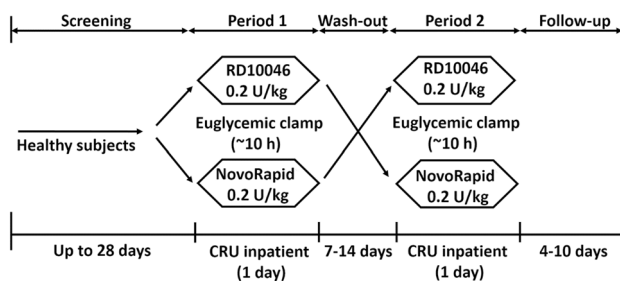 Screening
Period 1
Wash-out
Period 2
Follow-up
RD10046
0.2 U/kg
RD10046
0.2 U/kg
Healthy subjects
Euglycemic clamp
(~10 h)
Euglycemic clamp
(~10 h)
NovoRapid
0.2 U/kg
NovoRapid
0.2 U/kg
Up to 28 days
CRU inpatient
(1 day)
7-14 days
CRU inpatient
(1 day)
4-10 days